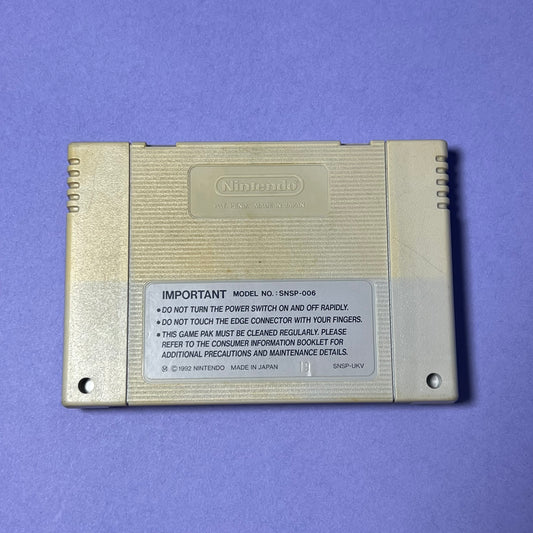 Nintendo
PAT. PEND. MADE IN JAPAN
IMPORTANT MODEL NO. : SNSP-006
•DO NOT TURN THE POWER SWITCH ON AND OFF RAPIDLY.
•DO NOT TOUCH THE EDGE CONNECTOR WITH YOUR FINGERS.
•THIS GAME PAK MUST BE CLEANED REGULARLY. PLEASE
REFER TO THE CONSUMER INFORMATION BOOKLET FOR
ADDITIONAL PRECAUTIONS AND MAINTENANCE DETAILS.
Ⓜ ©1992 NINTENDO MADE IN JAPAN SNSP-UKV